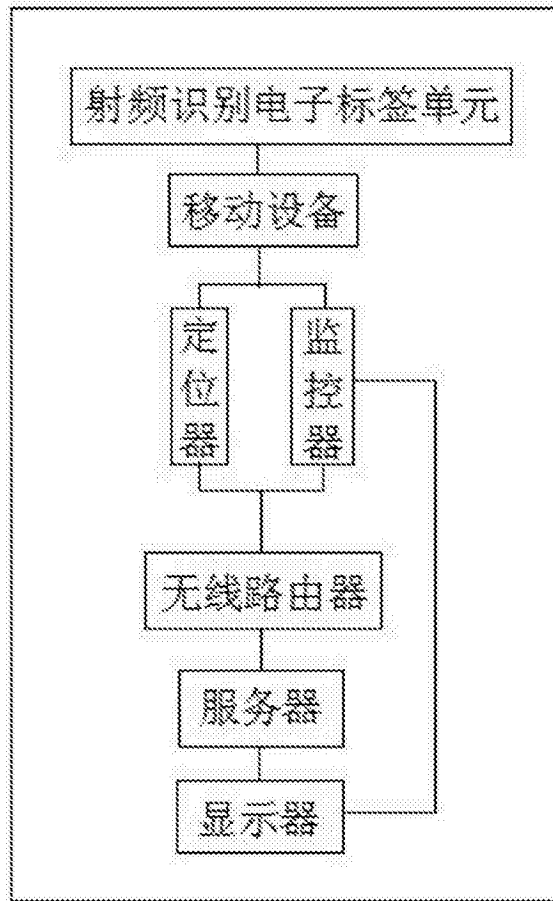 射频识别电子标签单元
移动设备
定位器
监控器
无线路由器
服务器
显示器